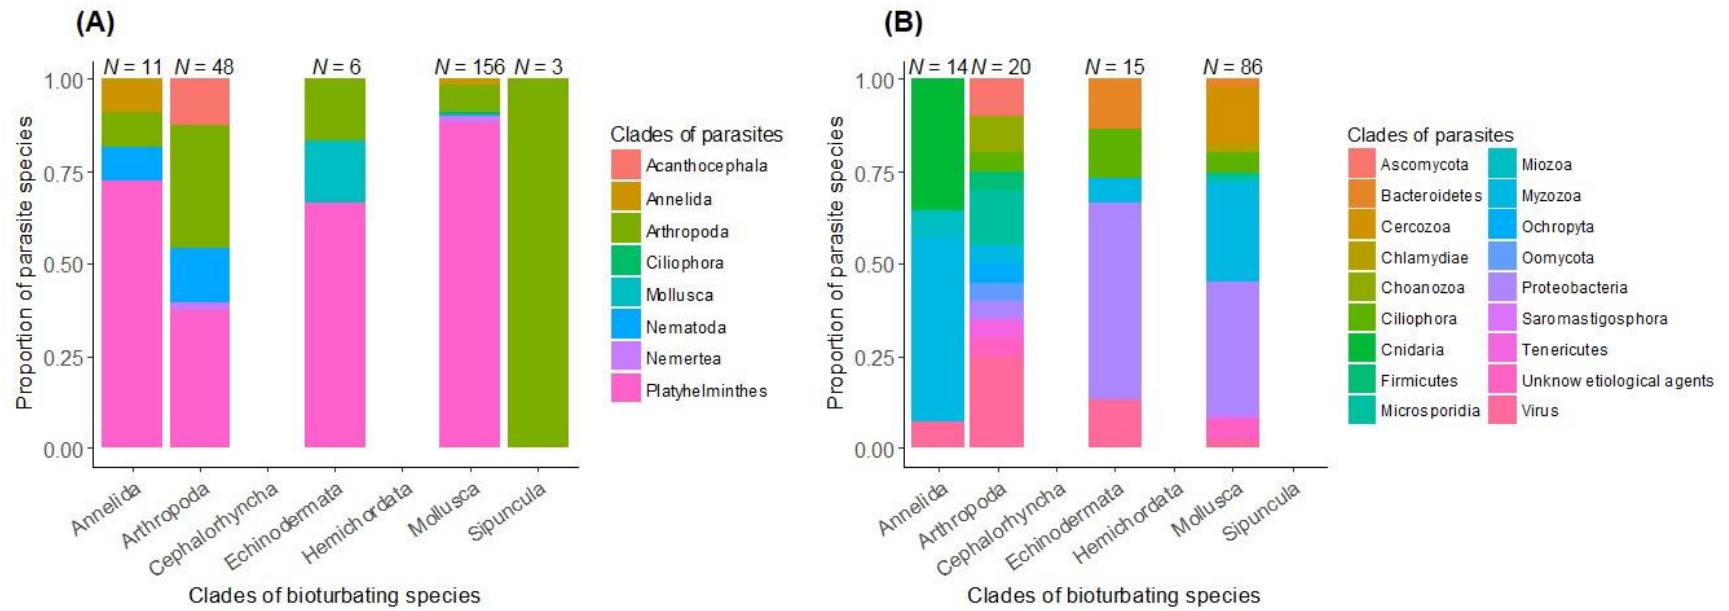 (A)
N = 11 N = 48 N = 6 N = 156 N = 3
1.00
0.75
0.50
0.25
0.00
Proportion of parasite species
Annelida
Arthropoda
Cephalorhyncha
Echinodermata
Hemichordata
Mollusca
Sipuncula
Clades of bioturbating species
Clades of parasites
Acanthocephala
Annelida
Arthropoda
Ciliophora
Mollusca
Nematoda
Nemertea
Platyhelminthes
(B)
N = 14 N = 20 N = 15 N = 86
1.00
0.75
0.50
0.25
0.00
Proportion of parasite species
Annelida
Arthropoda
Cephalorhyncha
Echinodermata
Hemichordata
Mollusca
Sipuncula
Clades of bioturbating species
Clades of parasites
Ascomycota
Bacteroidetes
Cercozoa
Chlamydiae
Choanozoa
Ciliophora
Cnidaria
Firmicutes
Microsporidia
Miozoa
Myzozoa
Ochropyta
Oomycota
Proteobacteria
Saromastigosphora
Tenericutes
Unknow etiological agents
Virus